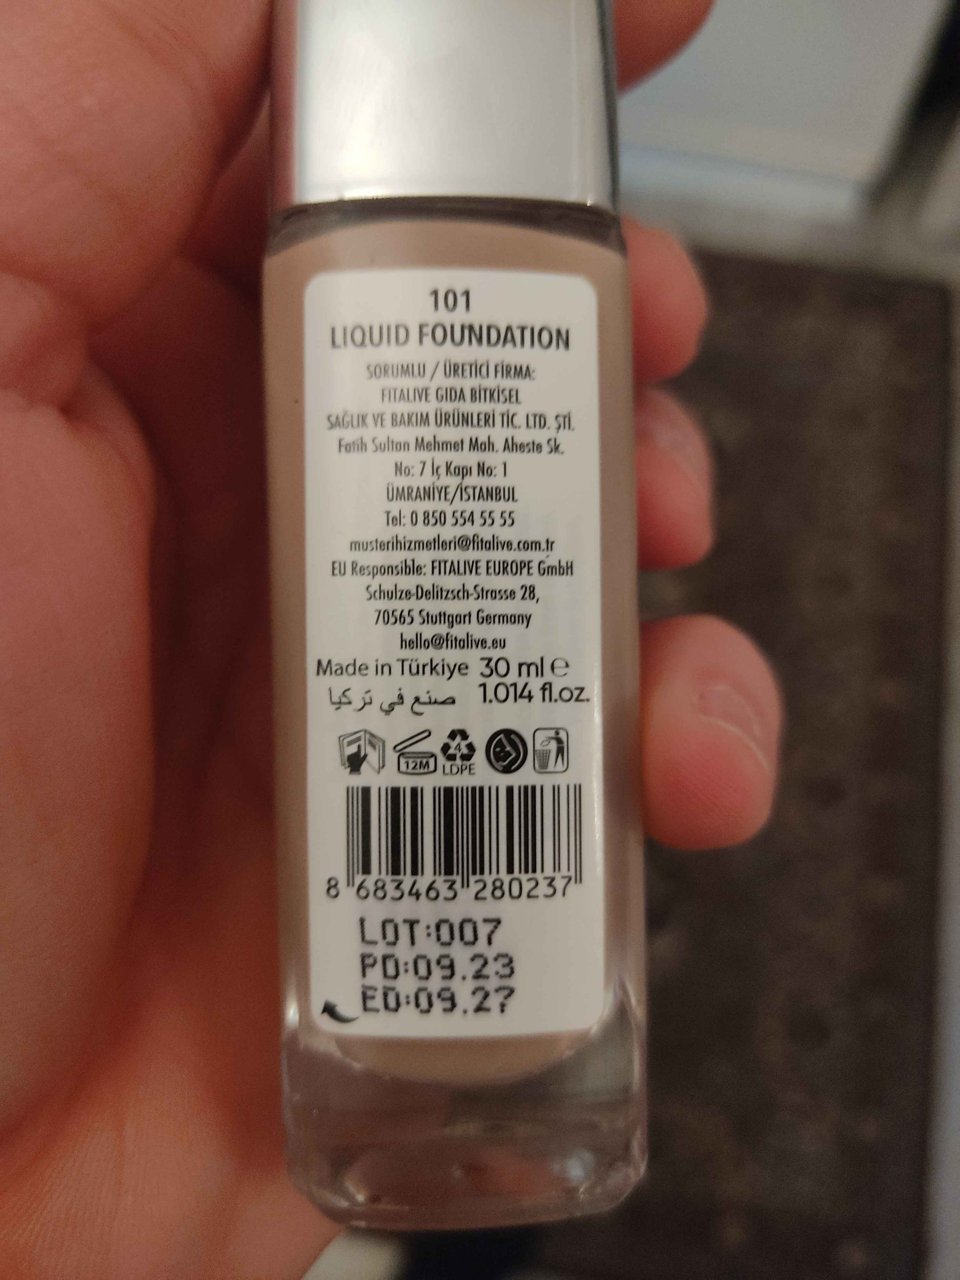 101
LIQUID FOUNDATION
SORUMLU / ÜRETİCİ FİRMA:
FITALIVE GIDA BİTKİSEL
SAĞLIK VE BAKIM ÜRÜNLERİ TİC. LTD. ŞTİ.
Fatih Sultan Mehmet Mah. Aheste Sk.
No: 7 İç Kapı No: 1
ÜMRANİYE/İSTANBUL
Tel: 0 850 554 55 55
musterihizmetleri@fitalive.com.tr
EU Responsible: FITALIVE EUROPE GmbH
Schulze-Delitzsch-Strasse 28,
70565 Stuttgart Germany
hello@fitalive.eu
Made in Türkiye 30 ml e
صنع في تركيا 1.014 fl.oz.
12M 4 LDPE
8 683463 280237
LOT:007
PD:09.23
ED:09.27